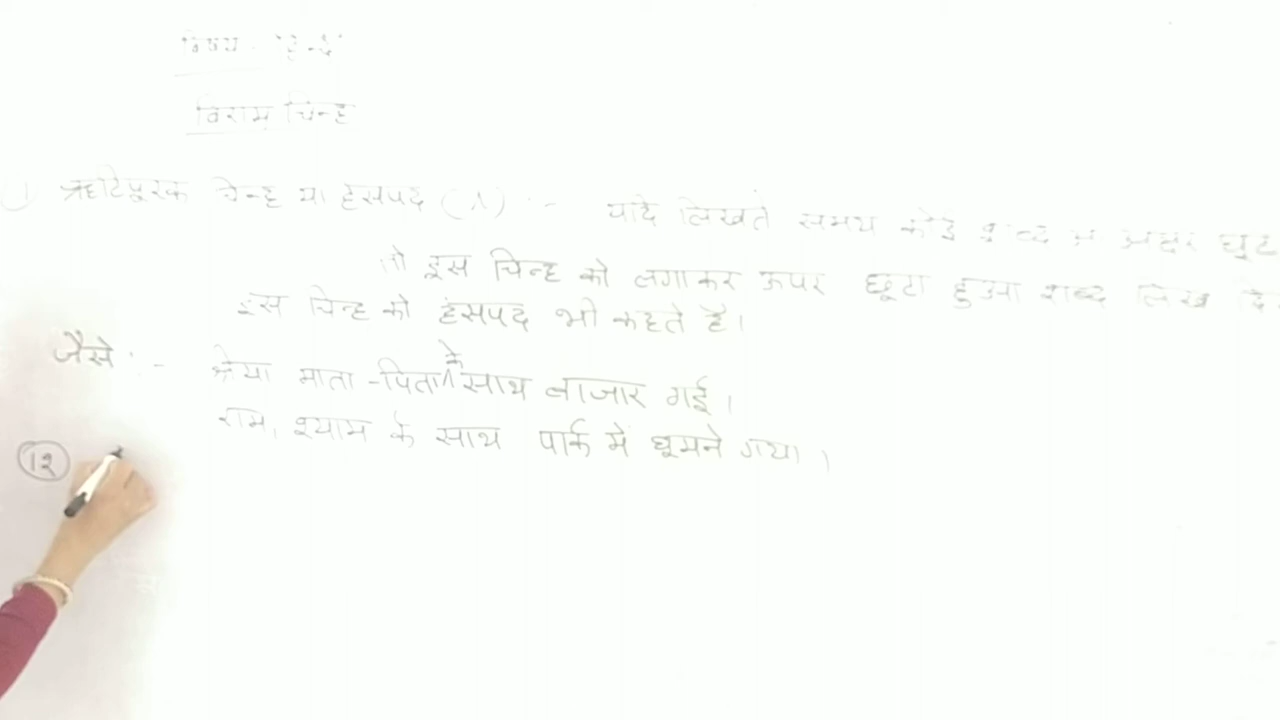 विषय - "हिन्दी"
विराम चिन्ह
त्रुटिपूरक चिन्ह या हंसपद (^) :- यदि लिखते समय कोई शब्द या अक्षर छूट
तो इस चिन्ह को लगाकर ऊपर छूटा हुआ शब्द लिख
इस चिन्ह को हंसपद भी कहते है।
जैसे :- श्रेया माता-पिता^के साथ बाजार गई।
राम, श्याम के साथ पार्क में घूमने गया।
१२